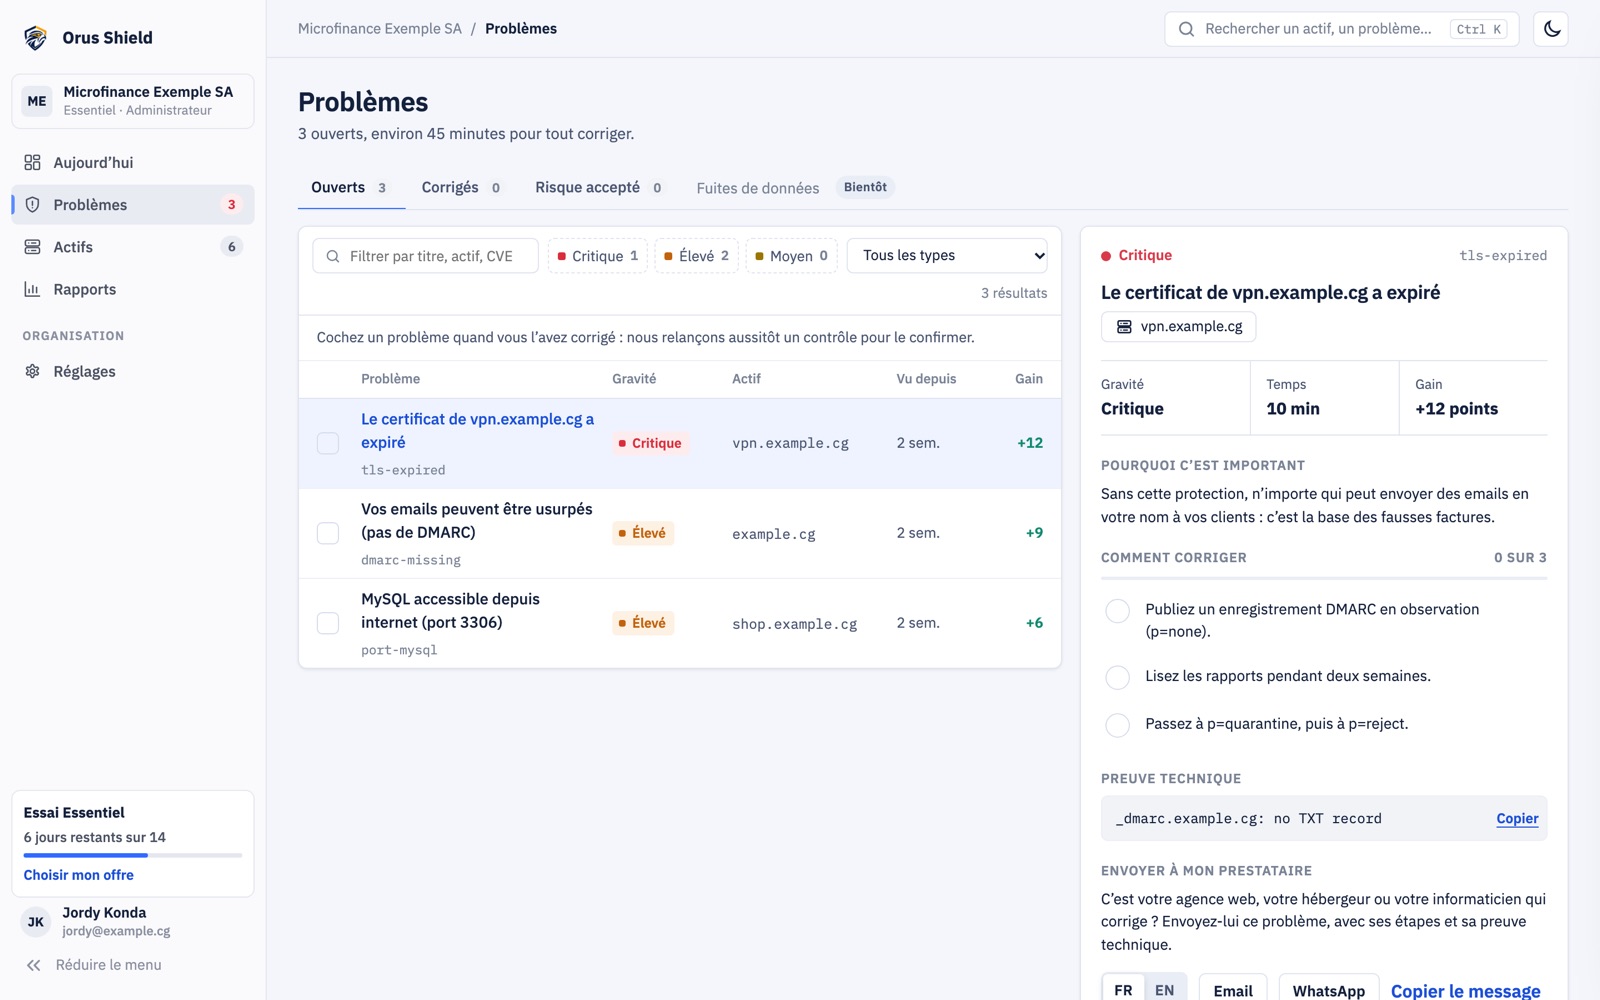 Orus Shield
ME
Microfinance Exemple SA
Essentiel · Administrateur
Aujourd’hui
Problèmes
3
Actifs
6
Rapports
ORGANISATION
Réglages
Essai Essentiel
6 jours restants sur 14
Choisir mon offre
JK
Jordy Konda
jordy@example.cg
Réduire le menu
Microfinance Exemple SA / Problèmes
Rechercher un actif, un problème...
Ctrl K
Problèmes
3 ouverts, environ 45 minutes pour tout corriger.
Ouverts 3
Corrigés 0
Risque accepté 0
Fuites de données
Bientôt
Filtrer par titre, actif, CVE
Critique 1
Élevé 2
Moyen 0
Tous les types
3 résultats
Cochez un problème quand vous l’avez corrigé : nous relançons aussitôt un contrôle pour le confirmer.
Problème Gravité Actif Vu depuis Gain
Le certificat de vpn.example.cg a
expiré
tls-expired
Critique
vpn.example.cg
2 sem.
+12
Vos emails peuvent être usurpés
(pas de DMARC)
dmarc-missing
Élevé
example.cg
2 sem.
+9
MySQL accessible depuis
internet (port 3306)
port-mysql
Élevé
shop.example.cg
2 sem.
+6
Critique
tls-expired
Le certificat de vpn.example.cg a expiré
vpn.example.cg
Gravité
Critique
Temps
10 min
Gain
+12 points
POURQUOI C’EST IMPORTANT
Sans cette protection, n’importe qui peut envoyer des emails en
votre nom à vos clients : c’est la base des fausses factures.
COMMENT CORRIGER
0 SUR 3
Publiez un enregistrement DMARC en observation
(p=none).
Lisez les rapports pendant deux semaines.
Passez à p=quarantine, puis à p=reject.
PREUVE TECHNIQUE
_dmarc.example.cg: no TXT record
Copier
ENVOYER À MON PRESTATAIRE
C’est votre agence web, votre hébergeur ou votre informaticien qui
corrige ? Envoyez-lui ce problème, avec ses étapes et sa preuve
technique.
FR
EN
Email
WhatsApp
Copier le message